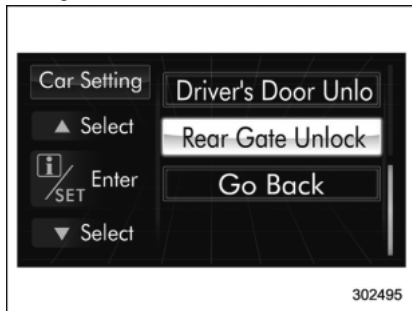 Car Setting
Driver's Door Unlo
▲ Select
Rear Gate Unlock
i/SET Enter
Go Back
▼ Select
302495